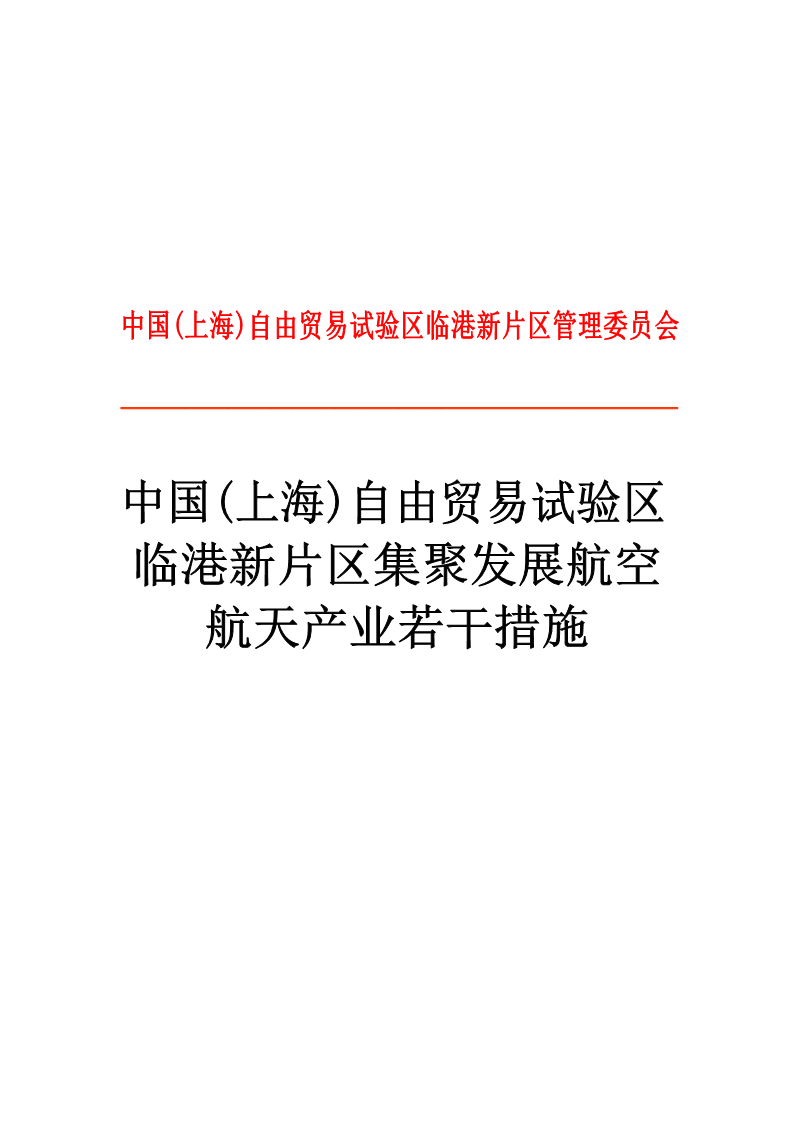 中国(上海)自由贸易试验区临港新片区管理委员会
中国(上海)自由贸易试验区
临港新片区集聚发展航空
航天产业若干措施